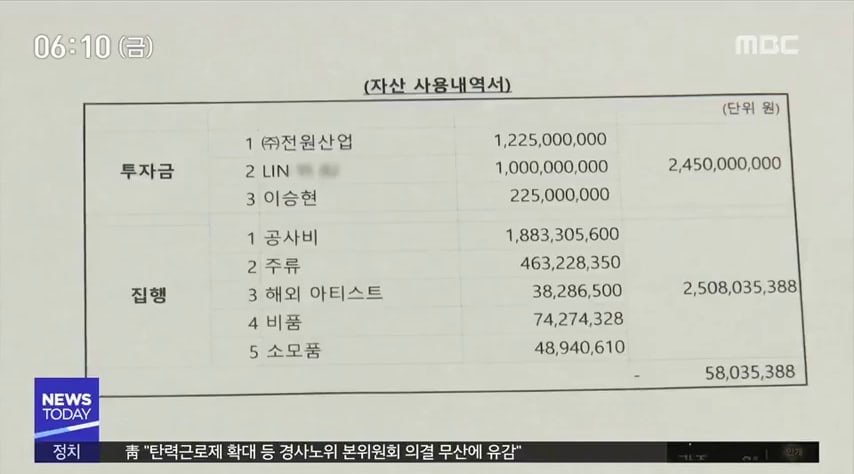 06:10(금)
MBC
(자산 사용내역서)
(단위 원)
투자금
1 ㈜전원산업 1,225,000,000
2 LIN 1,000,000,000 2,450,000,000
3 이승현 225,000,000
집행
1 공사비 1,883,305,600
2 주류 463,228,350
3 해외 아티스트 38,286,500 2,508,035,388
4 비품 74,274,328
5 소모품 48,940,610
- 58,035,388
NEWS
TODAY
정치 靑 "탄력근로제 확대 등 경사노위 본위원회 의결 무산에 유감"